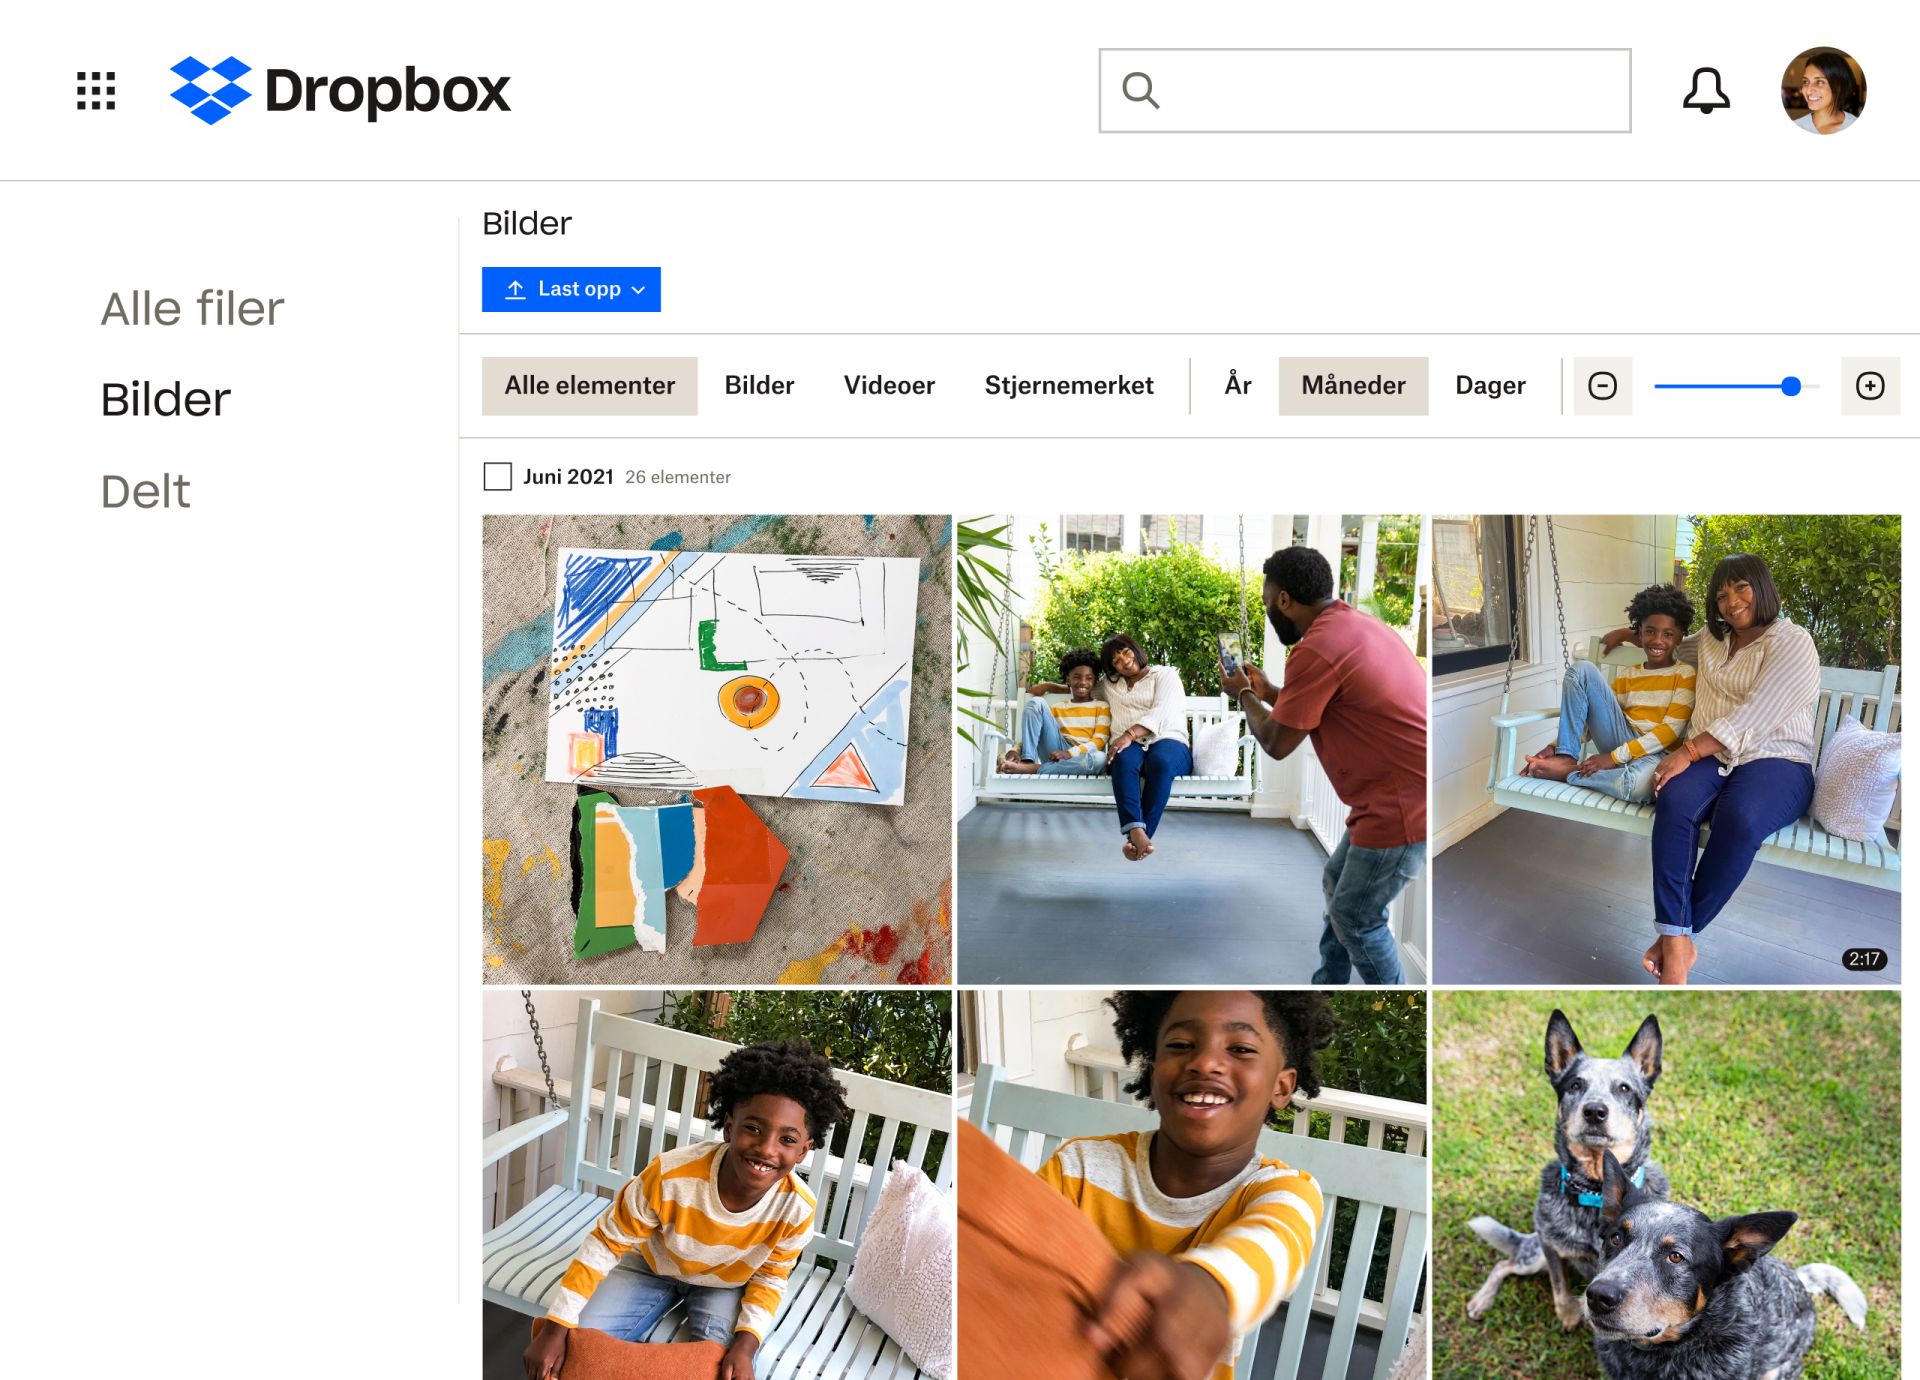 Dropbox
Bilder
Last opp
Alle filer
Bilder
Delt
Alle elementer Bilder Videoer Stjernemerket År Måneder Dager
Juni 2021 26 elementer
2:17